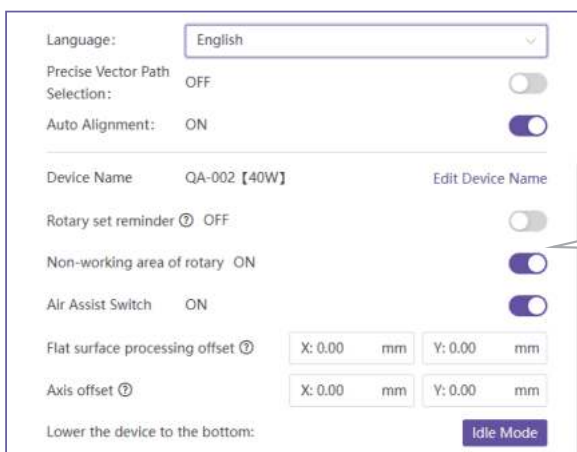 Language: English
Precise Vector Path
Selection: OFF
Auto Alignment: ON
Device Name QA-002【40W】 Edit Device Name
Rotary set reminder ? OFF
Non-working area of rotary ON
Air Assist Switch ON
Flat surface processing offset ? X: 0.00 mm Y: 0.00 mm
Axis offset ? X: 0.00 mm Y: 0.00 mm
Lower the device to the bottom: Idle Mode